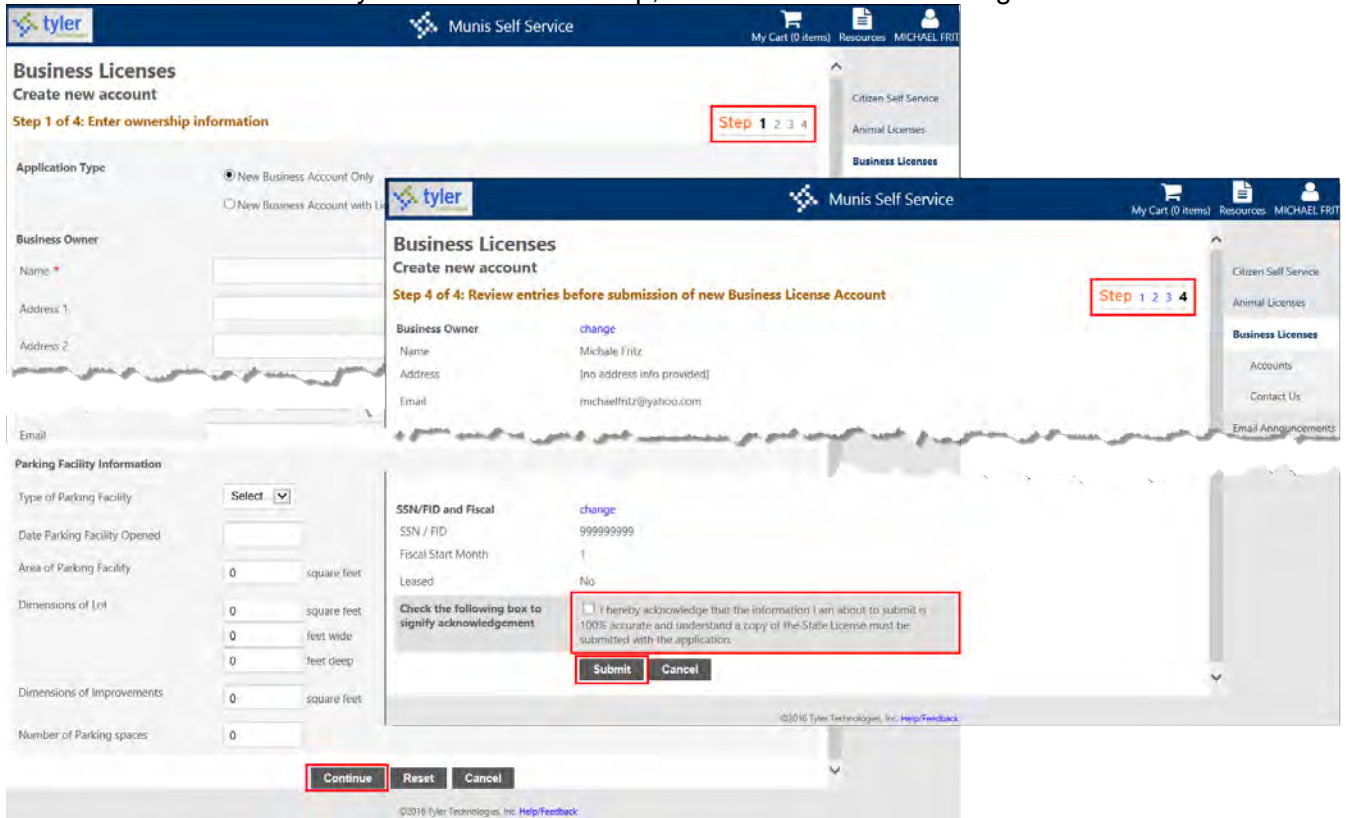 tyler
Munis Self Service
My Cart (0 items) Resources MICHAEL FRIT
Business Licenses
Create new account
Step 1 of 4: Enter ownership information
Step 1 2 3 4
Citizen Self Service
Animal Licenses
Business Licenses
Application Type
New Business Account Only
New Business Account with
Business Owner
Name *
Address 1
Address 2
Email
Parking Facility Information
Type of Parking Facility Select
Date Parking Facility Opened
Area of Parking Facility 0 square feet
Dimensions of Lot 0 square feet
0 feet wide
0 feet deep
Dimensions of Improvements 0 square feet
Number of Parking spaces 0
Continue Reset Cancel
©2016 Tyler Technologies, Inc. Help/Feedback
tyler
Munis Self Service
My Cart (0 items) Resources MICHAEL FRIT
Business Licenses
Create new account
Step 4 of 4: Review entries before submission of new Business License Account
Step 1 2 3 4
Citizen Self Service
Animal Licenses
Business Licenses
Accounts
Contact Us
Email Announcements
Business Owner change
Name Michale Fritz
Address [no address info provided]
Email michaelfritz@yahoo.com
SSN/FID and Fiscal change
SSN / FID 999999999
Fiscal Start Month 1
Leased No
Check the following box to
signify acknowledgement
I hereby acknowledge that the information I am about to submit is
100% accurate and understand a copy of the State License must be
submitted with the application.
Submit Cancel
©2016 Tyler Technologies, Inc. Help/Feedback